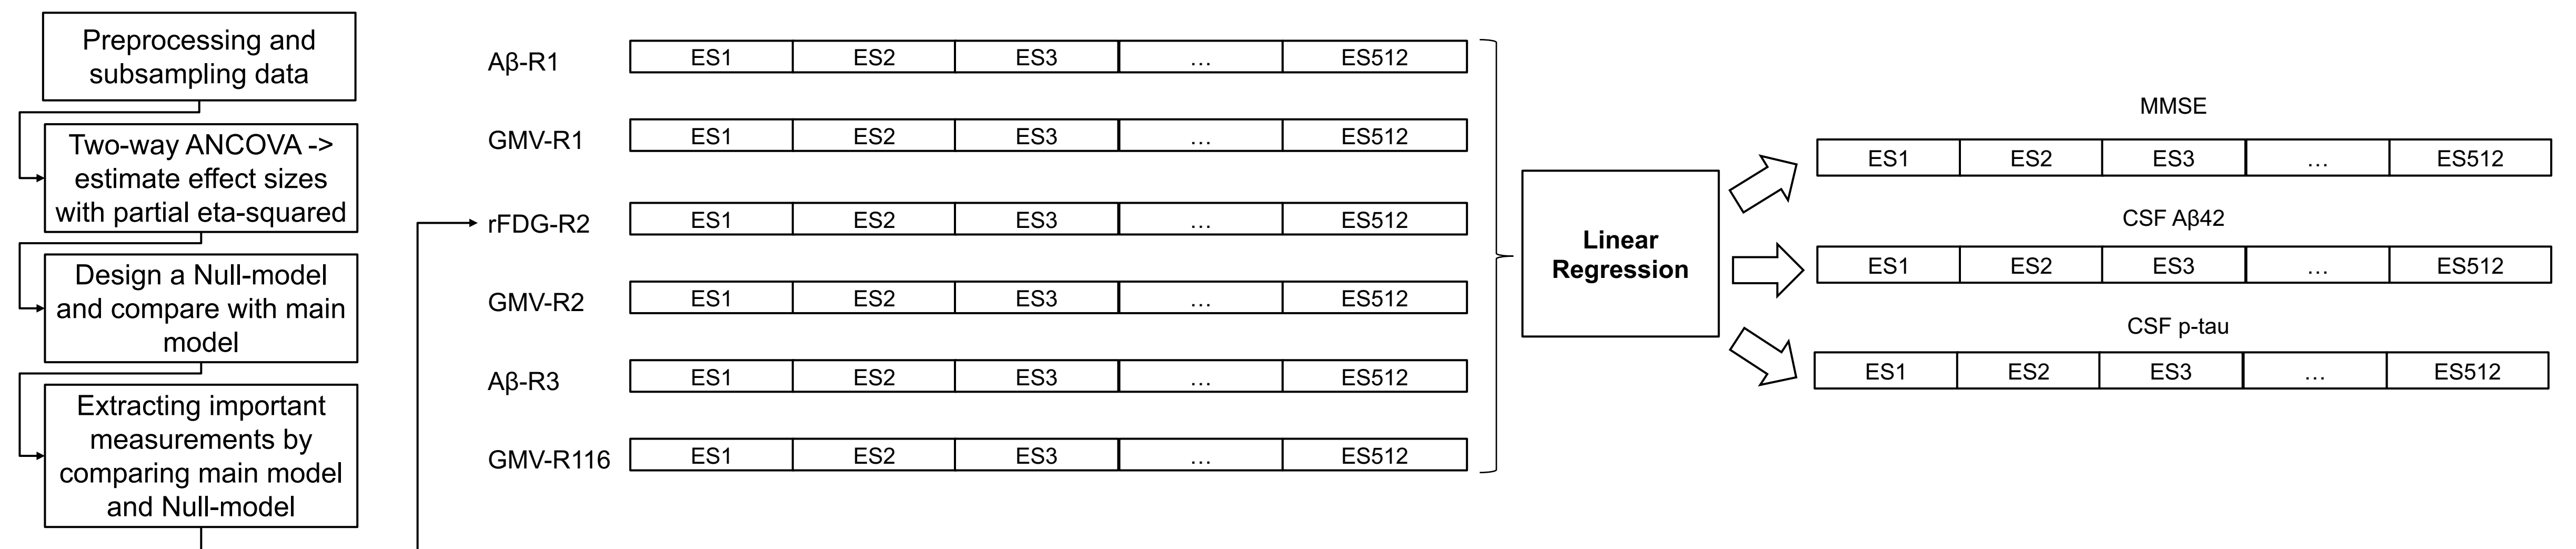 Preprocessing and
subsampling data
Two-way ANCOVA ->
estimate effect sizes
with partial eta-squared
Design a Null-model
and compare with main
model
Extracting important
measurements by
comparing main model
and Null-model
Aβ-R1 ES1 ES2 ES3 ... ES512
GMV-R1 ES1 ES2 ES3 ... ES512
rFDG-R2 ES1 ES2 ES3 ... ES512
GMV-R2 ES1 ES2 ES3 ... ES512
Aβ-R3 ES1 ES2 ES3 ... ES512
GMV-R116 ES1 ES2 ES3 ... ES512
Linear
Regression
MMSE
ES1 ES2 ES3 ... ES512
CSF Aβ42
ES1 ES2 ES3 ... ES512
CSF p-tau
ES1 ES2 ES3 ... ES512